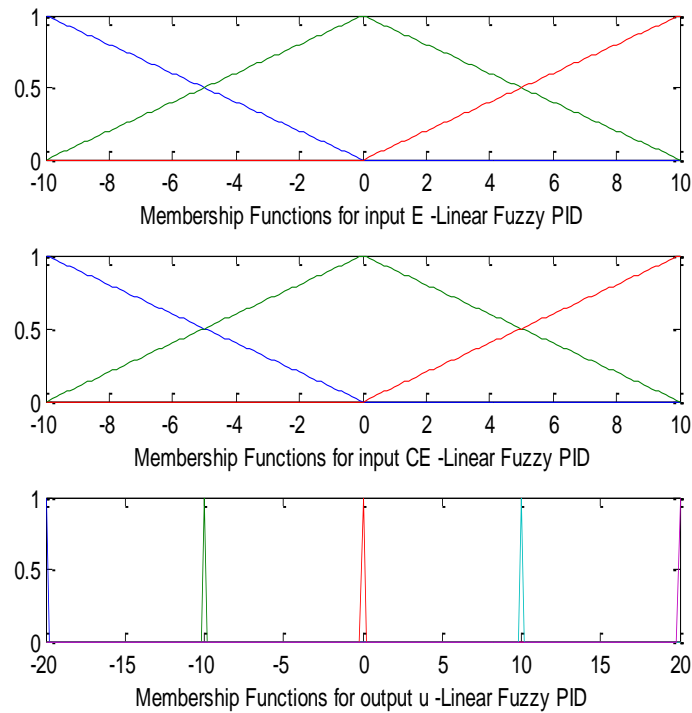 1
0.5
0
-10 -8 -6 -4 -2 0 2 4 6 8 10
Membership Functions for input E -Linear Fuzzy PID
1
0.5
0
-10 -8 -6 -4 -2 0 2 4 6 8 10
Membership Functions for input CE -Linear Fuzzy PID
1
0.5
0
-20 -15 -10 -5 0 5 10 15 20
Membership Functions for output u -Linear Fuzzy PID